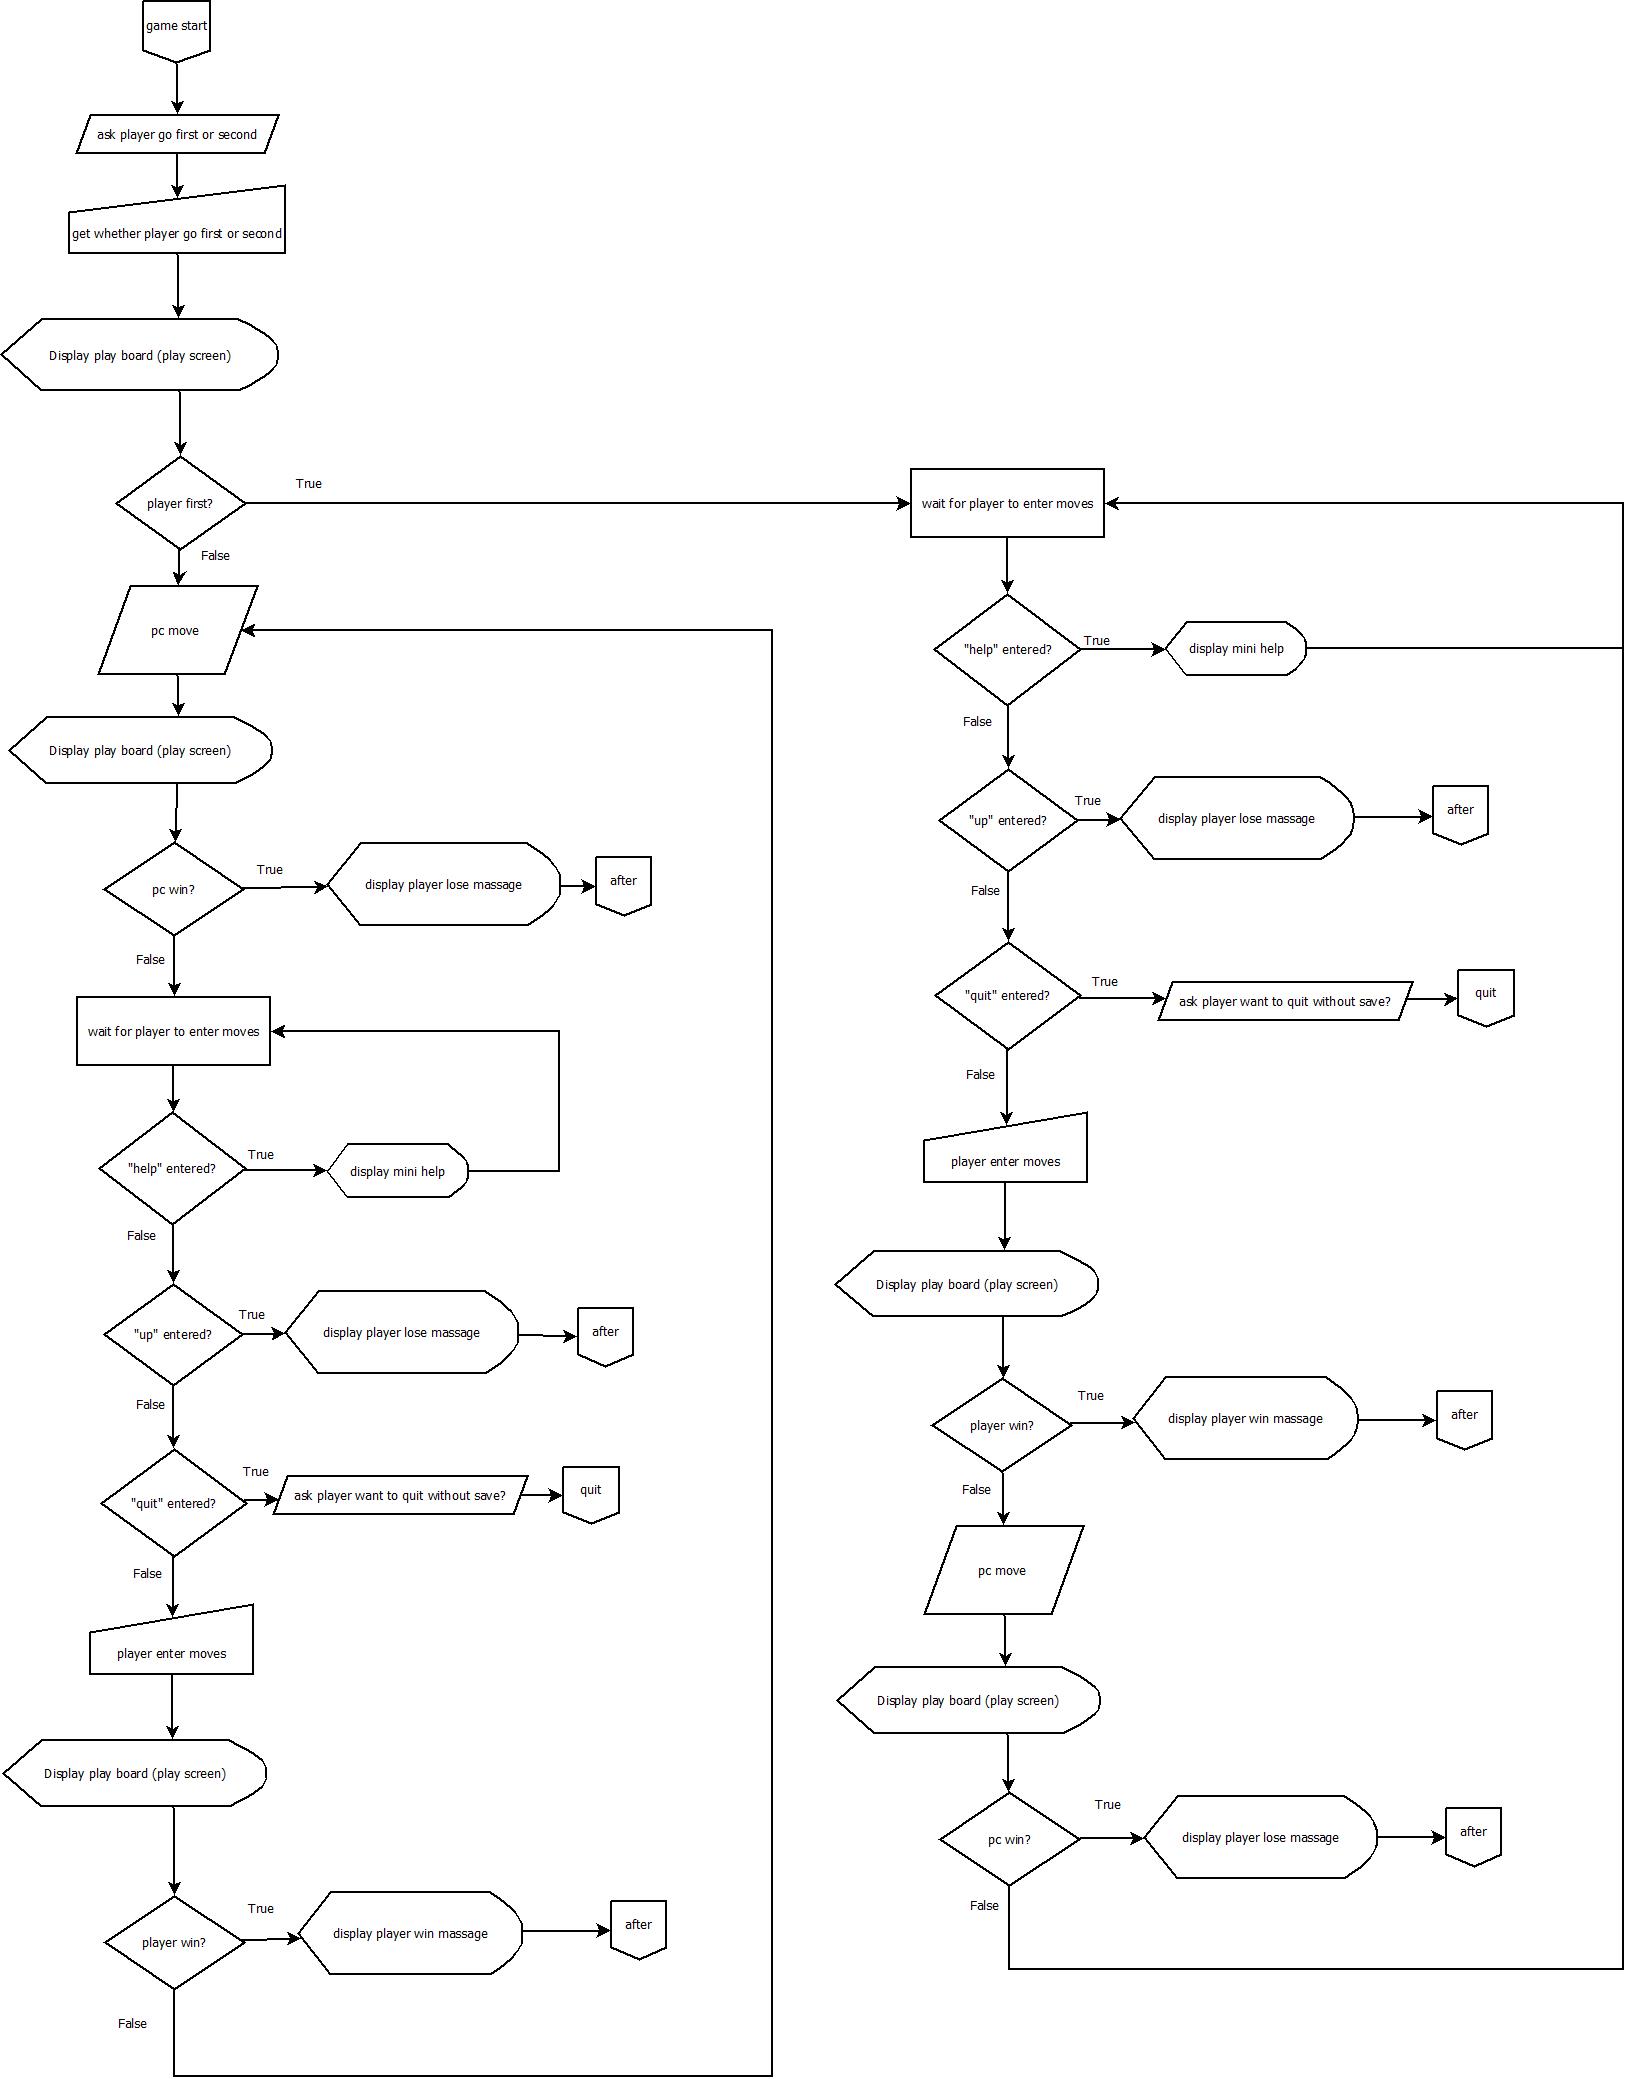 game start
ask player go first or second
get whether player go first or second
Display play board (play screen)
player first?
True
False
pc move
Display play board (play screen)
pc win?
True
display player lose massage
after
False
wait for player to enter moves
"help" entered?
True
display mini help
False
"up" entered?
True
display player lose massage
after
False
"quit" entered?
True
ask player want to quit without save?
quit
False
player enter moves
Display play board (play screen)
player win?
True
display player win massage
after
False
wait for player to enter moves
"help" entered?
True
display mini help
False
"up" entered?
True
display player lose massage
after
False
"quit" entered?
True
ask player want to quit without save?
quit
False
player enter moves
Display play board (play screen)
player win?
True
display player win massage
after
False
pc move
Display play board (play screen)
pc win?
True
display player lose massage
after
False